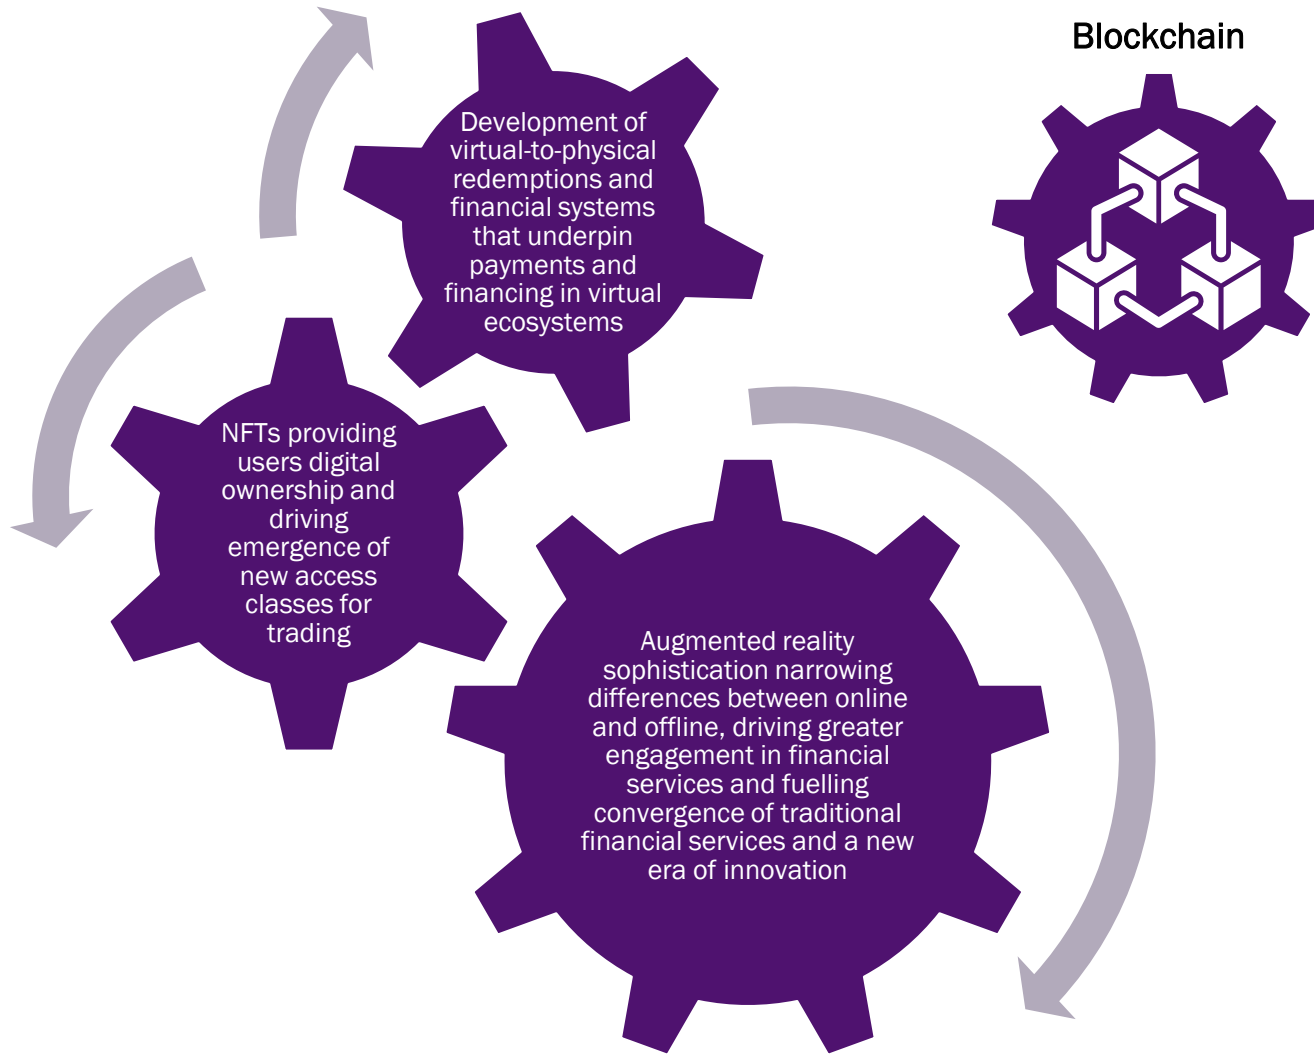 Blockchain
Development of
virtual-to-physical
redemptions and
financial systems
that underpin
payments and
financing in virtual
ecosystems
NFTs providing
users digital
ownership and
driving
emergence of
new access
classes for
trading
Augmented reality
sophistication narrowing
differences between online
and offline, driving greater
engagement in financial
services and fuelling
convergence of traditional
financial services and a new
era of innovation